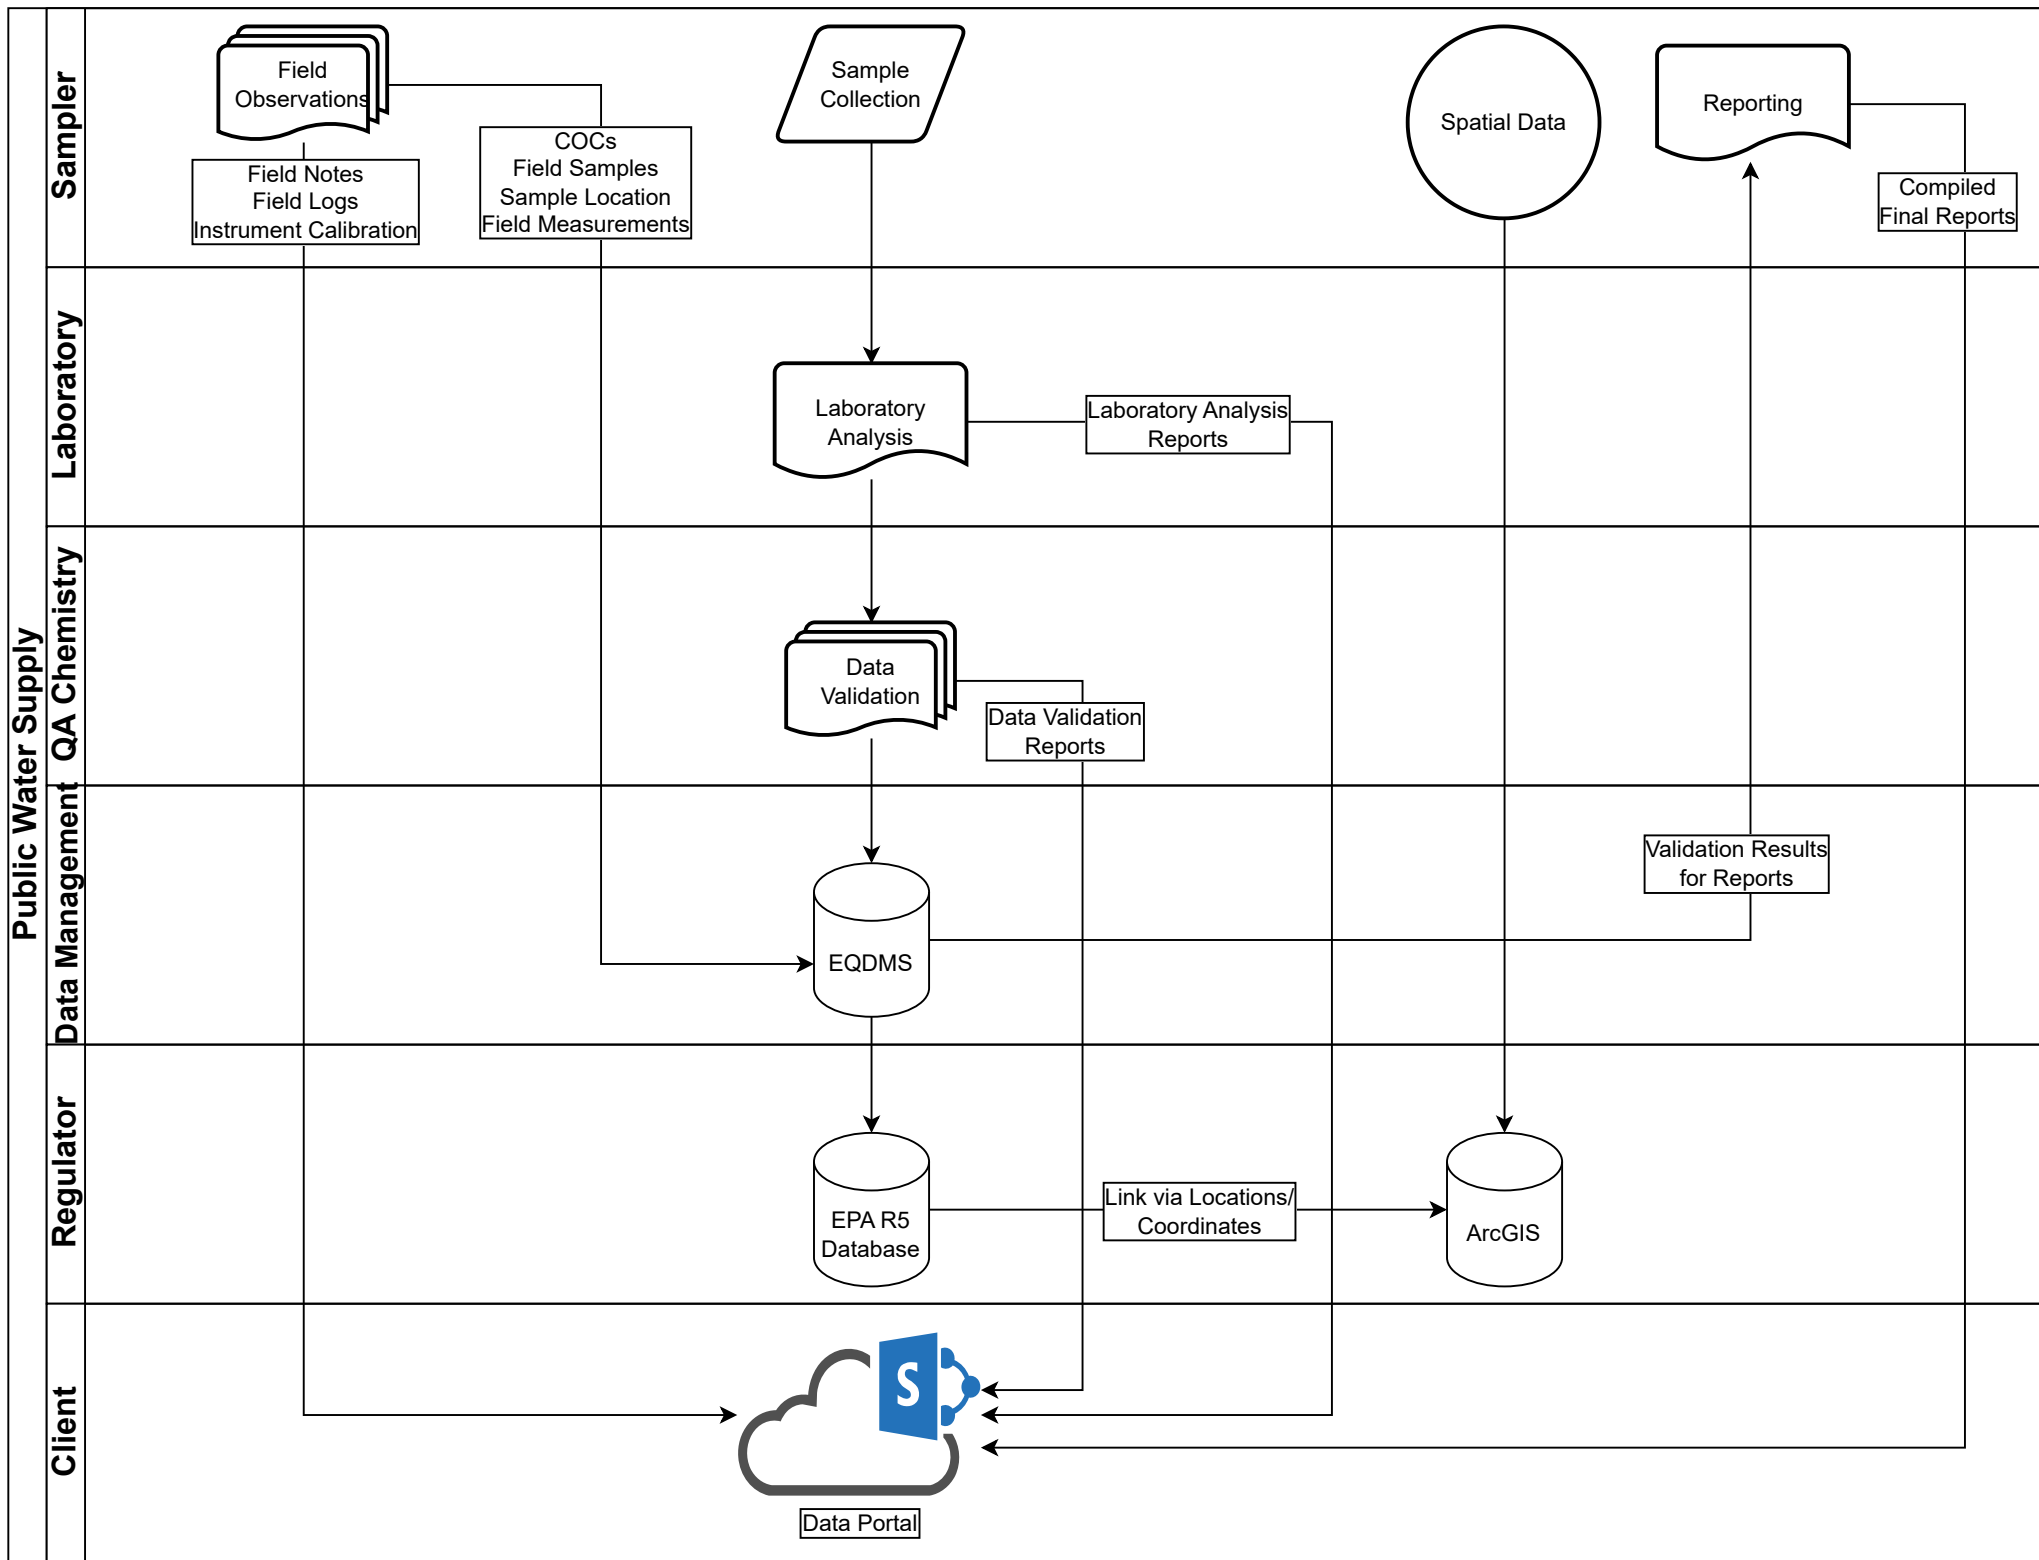 Public Water Supply
Sampler
Field
Observations
Field Notes
Field Logs
Instrument Calibration
COCs
Field Samples
Sample Location
Field Measurements
Sample
Collection
Spatial Data
Reporting
Compiled
Final Reports
Laboratory
Laboratory
Analysis
Laboratory Analysis
Reports
QA Chemistry
Data
Validation
Data Validation
Reports
Data Management
EQDMS
Validation Results
for Reports
Regulator
EPA R5
Database
Link via Locations/
Coordinates
ArcGIS
Client
S
Data Portal